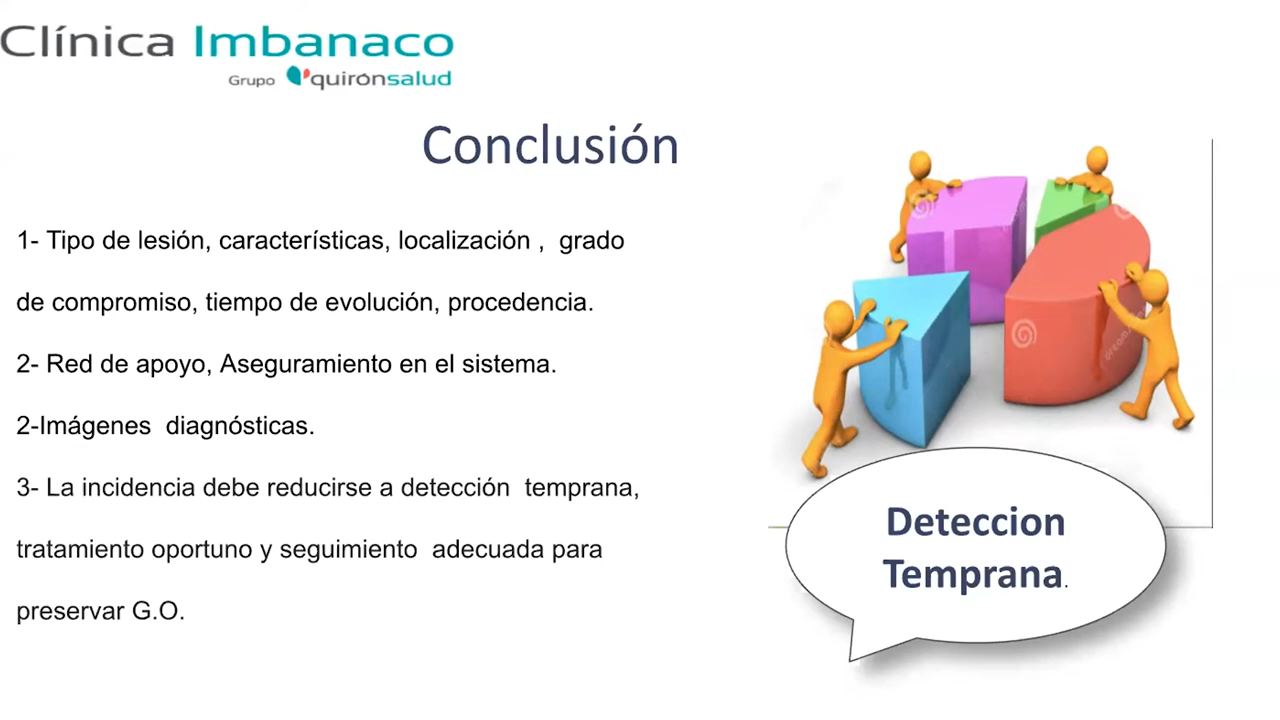 Clínica Imbanaco
Grupo quirónsalud
Conclusión
1- Tipo de lesión, características, localización , grado
de compromiso, tiempo de evolución, procedencia.
2- Red de apoyo, Aseguramiento en el sistema.
2-Imágenes diagnósticas.
3- La incidencia debe reducirse a detección temprana,
tratamiento oportuno y seguimiento adecuada para
preservar G.O.
Deteccion
Temprana.